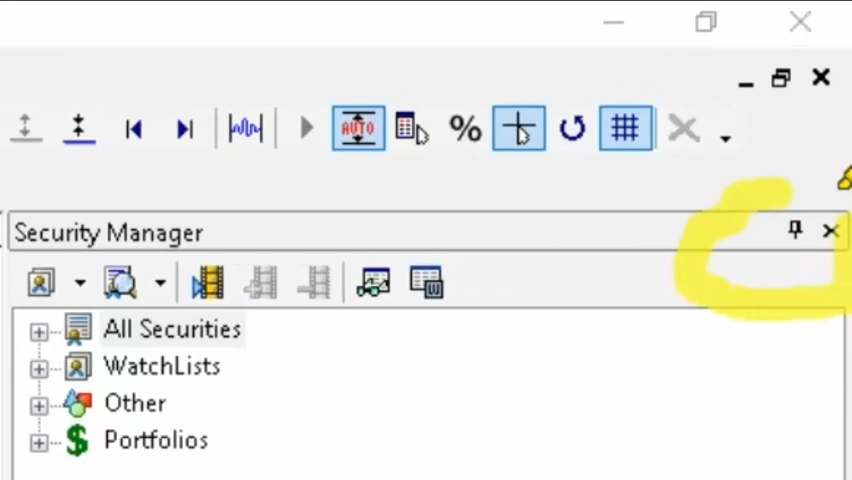 AUTO
%
Security Manager
All Securities
WatchLists
Other
Portfolios